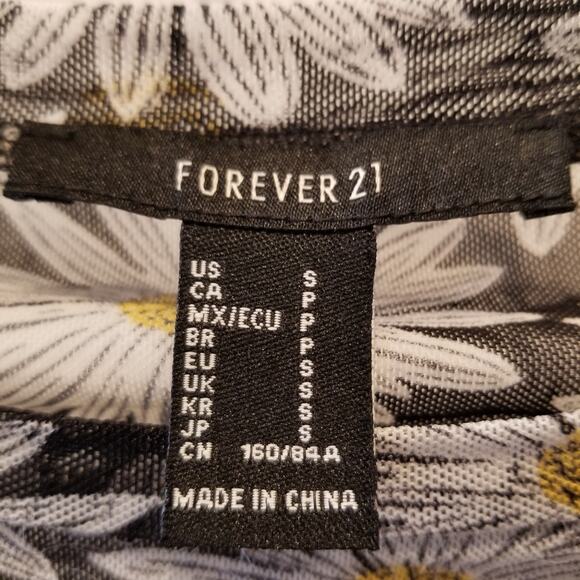 FOREVER 21
US S
CA P
MX/ECU P
BR P
EU S
UK S
KR S
JP S
CN 160/84A
MADE IN CHINA